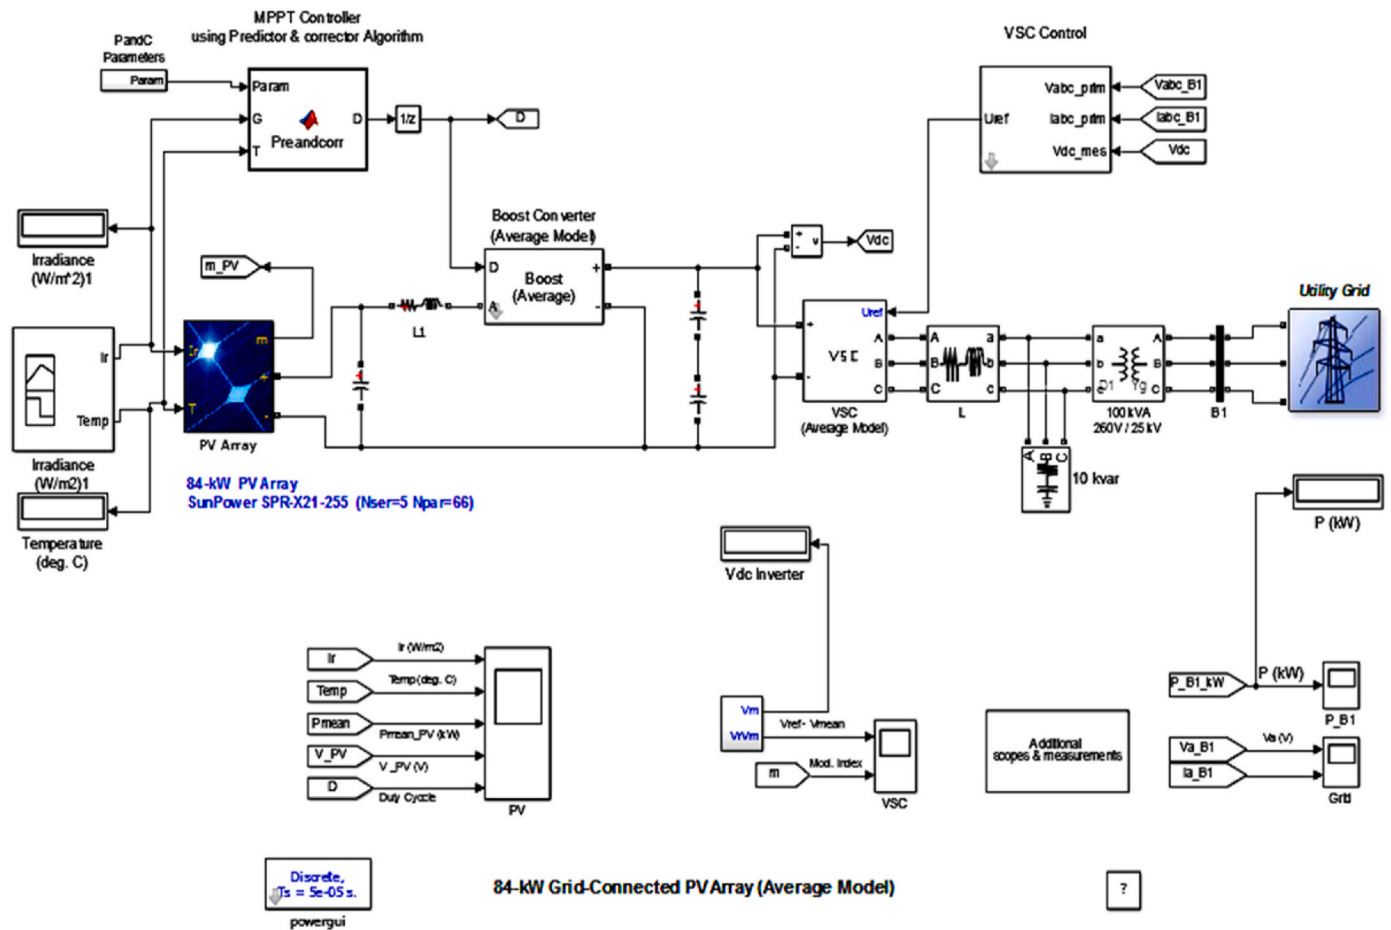 MPPT Controller
using Predictor & corrector Algorithm
PandC
Parameters
Param
Param
G
T
D
Preandcorr
1/z
D
VSC Control
Uref
Vabc_prim
Iabc_prim
Vdc_mes
Vabc_B1
Iabc_B1
Vdc
Irradiance
(W/m^2)1
m_PV
Boost Converter
(Average Model)
D
A
Boost
(Average)
+
-
L1
+
-
v
Vdc
Ir
Temp
Irradiance
(W/m2)1
Ir
T
m
+
-
PV Array
Uref
+
-
VSC
A
B
C
VSC
(Average Model)
A
B
C
a
b
c
L
a
b
c
A
B
C
D1
Yg
100 kVA
260V / 25 kV
B1
Utility Grid
A
B
C
10 kvar
84-kW PV Array
SunPower SPR-X21-255 (Nser=5 Npar=66)
Temperature
(deg. C)
P (kW)
Vdc Inverter
Ir
Ir (W/m2)
Temp
Temp (deg. C)
Pmean
Pmean_PV (kW)
V_PV
V_PV (V)
D
Duty Cyccle
PV
Vm
VrVm
Vref- Vmean
m
Mod. Index
VSC
Additional
scopes & measurements
P_B1_kW
P (kW)
P_B1
Va_B1
Va (V)
Ia_B1
Grid
Discrete,
Ts = 5e-05 s.
powergui
84-kW Grid-Connected PV Array (Average Model)
?